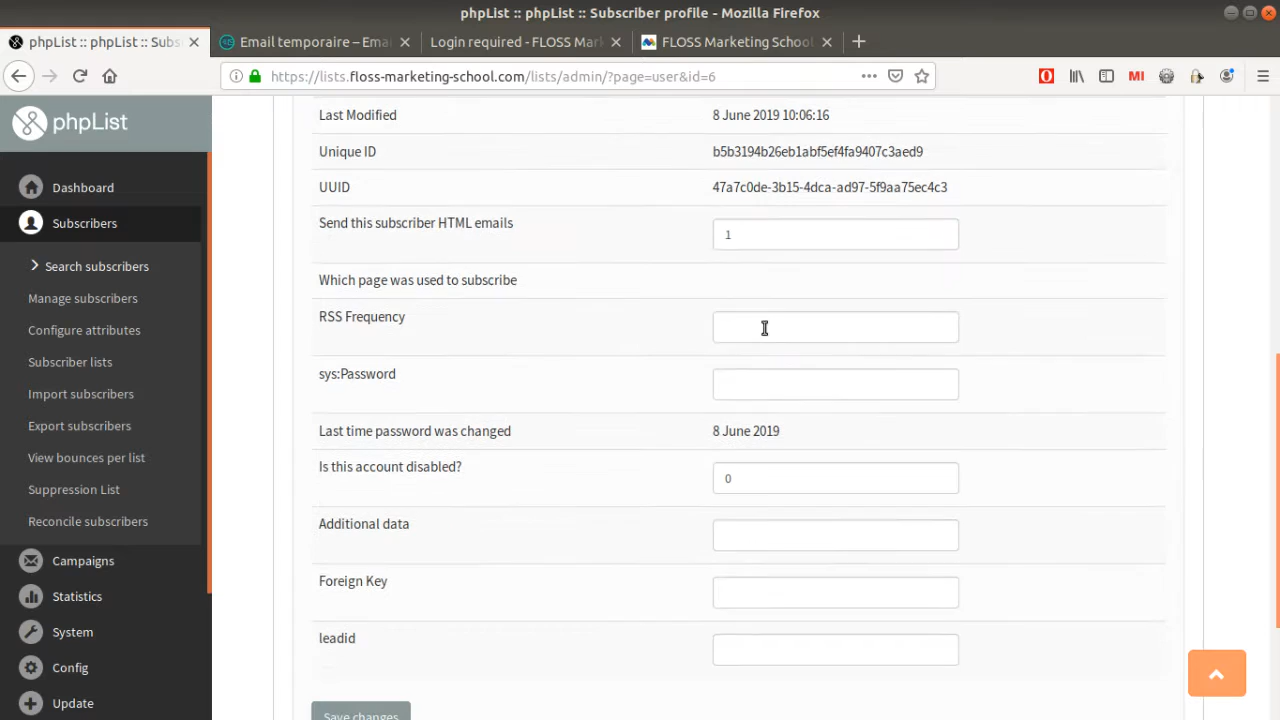 phpList :: phpList :: Subscriber profile - Mozilla Firefox
phpList :: phpList :: Subs
Email temporaire – Emai
Login required - FLOSS Mark
FLOSS Marketing School
https://lists.floss-marketing-school.com/lists/admin/?page=user&id=6
MI
phpList
Dashboard
Subscribers
Search subscribers
Manage subscribers
Configure attributes
Subscriber lists
Import subscribers
Export subscribers
View bounces per list
Suppression List
Reconcile subscribers
Campaigns
Statistics
System
Config
Update
Last Modified 8 June 2019 10:06:16
Unique ID b5b3194b26eb1abf5ef4fa9407c3aed9
UUID 47a7c0de-3b15-4dca-ad97-5f9aa75ec4c3
Send this subscriber HTML emails 1
Which page was used to subscribe
RSS Frequency
sys:Password
Last time password was changed 8 June 2019
Is this account disabled? 0
Additional data
Foreign Key
leadid
Save changes